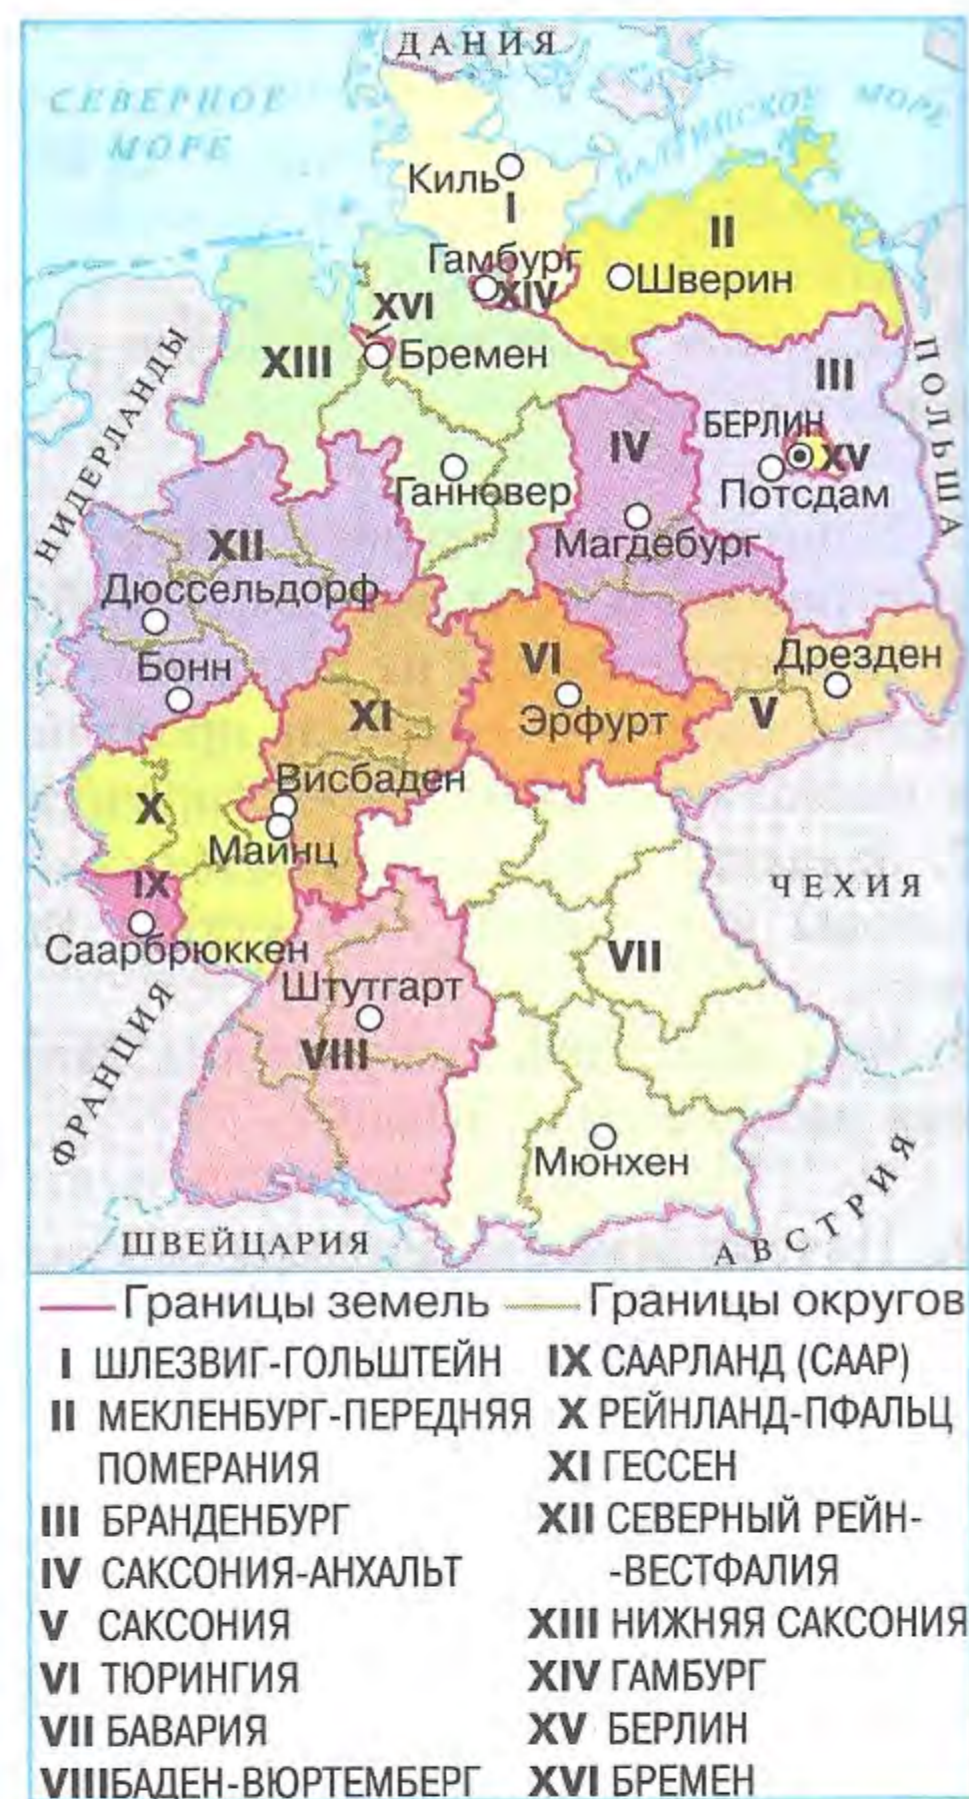 ДАНИЯ
СЕВЕРНОЕ
МОРЕ
БАЛТИЙСКОЕ МОРЕ
Киль
I
II
Гамбург
XIV
Шверин
XVI
XIII
Бремен
III
НИДЕРЛАНДЫ
ПОЛЬША
IV
БЕРЛИН
XV
Ганновер
Потсдам
XII
Магдебург
Дюссельдорф
Бонн
VI
Дрезден
XI
Эрфурт
V
Висбаден
X
Майнц
IX
ЧЕХИЯ
Саарбрюккен
VII
Штутгарт
ФРАНЦИЯ
VIII
Мюнхен
ШВЕЙЦАРИЯ
АВСТРИЯ
Границы земель
Границы округов
I ШЛЕЗВИГ-ГОЛЬШТЕЙН
II МЕКЛЕНБУРГ-ПЕРЕДНЯЯ
ПОМЕРАНИЯ
III БРАНДЕНБУРГ
IV САКСОНИЯ-АНХАЛЬТ
V САКСОНИЯ
VI ТЮРИНГИЯ
VII БАВАРИЯ
VIII БАДЕН-ВЮРТЕМБЕРГ
IX СААРЛАНД (СААР)
X РЕЙНЛАНД-ПФАЛЬЦ
XI ГЕССЕН
XII СЕВЕРНЫЙ РЕЙН-
-ВЕСТФАЛИЯ
XIII НИЖНЯЯ САКСОНИЯ
XIV ГАМБУРГ
XV БЕРЛИН
XVI БРЕМЕН